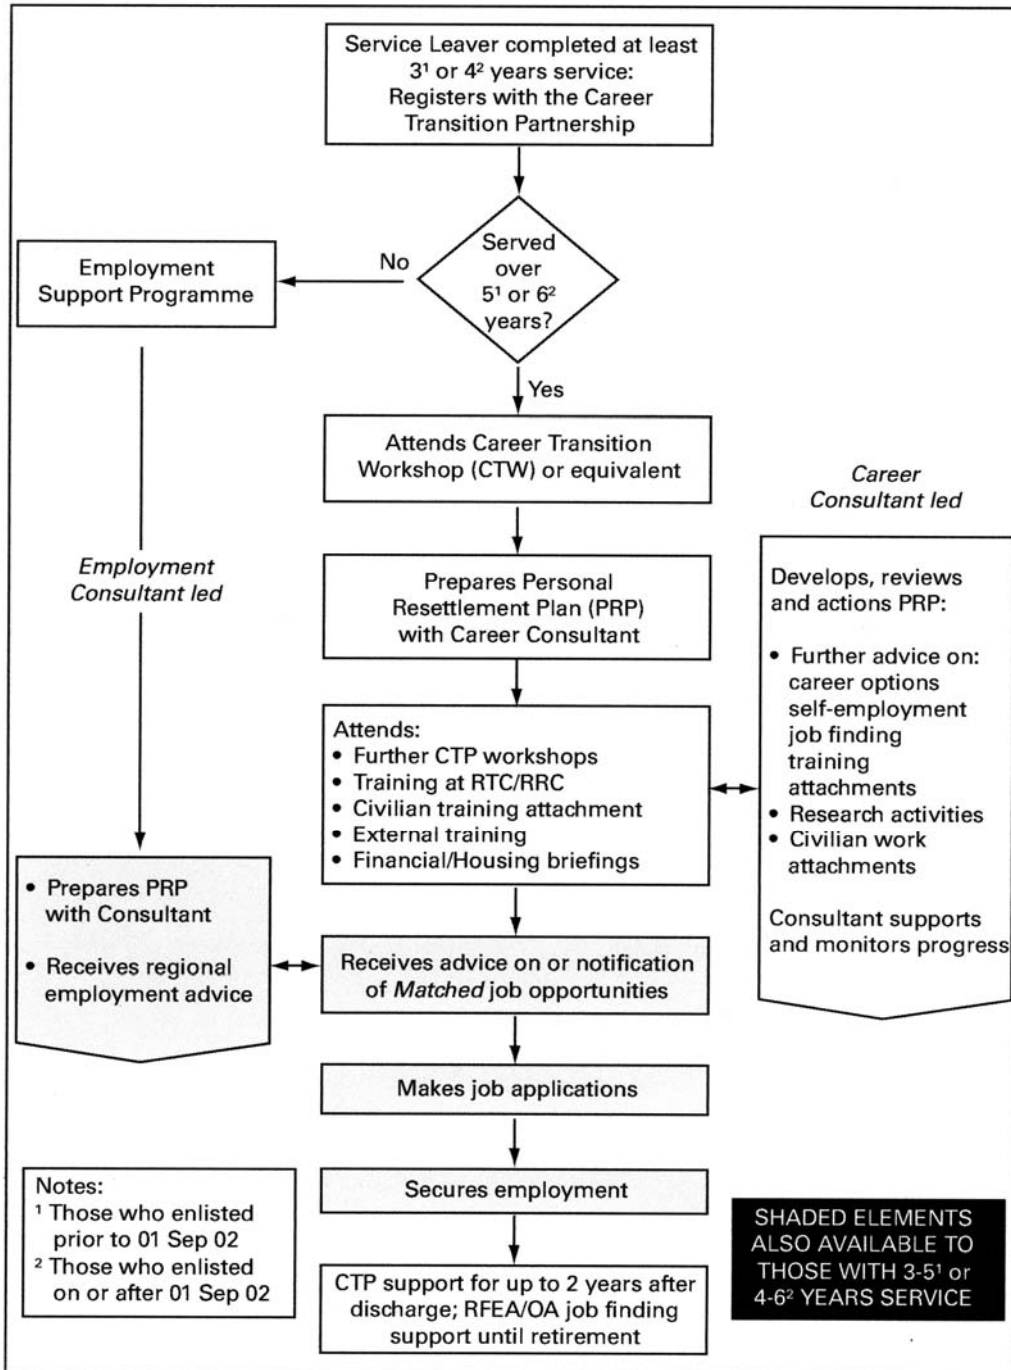 Service Leaver completed at least
3¹ or 4² years service:
Registers with the Career
Transition Partnership
Served
over
5¹ or 6²
years?
No
Employment
Support Programme
Yes
Attends Career Transition
Workshop (CTW) or equivalent
Career
Consultant led
Employment
Consultant led
Prepares Personal
Resettlement Plan (PRP)
with Career Consultant
Develops, reviews
and actions PRP:
• Further advice on:
career options
self-employment
job finding
training
attachments
• Research activities
• Civilian work
attachments
Consultant supports
and monitors progress
Attends:
• Further CTP workshops
• Training at RTC/RRC
• Civilian training attachment
• External training
• Financial/Housing briefings
• Prepares PRP
with Consultant
• Receives regional
employment advice
Receives advice on or notification
of Matched job opportunities
Makes job applications
Secures employment
CTP support for up to 2 years after
discharge; RFEA/OA job finding
support until retirement
Notes:
¹ Those who enlisted
prior to 01 Sep 02
² Those who enlisted
on or after 01 Sep 02
SHADED ELEMENTS
ALSO AVAILABLE TO
THOSE WITH 3-5¹ or
4-6² YEARS SERVICE